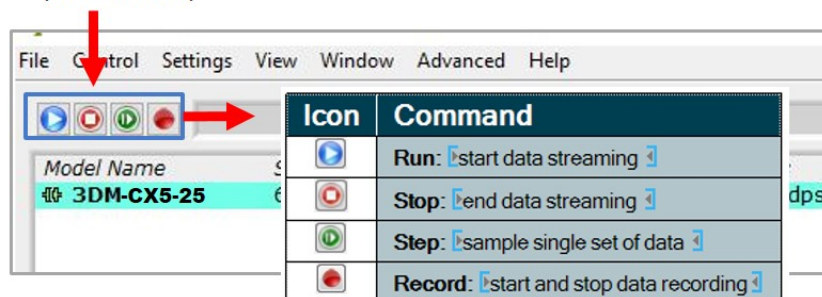 File Control Settings View Window Advanced Help
Icon Command
Model Name
Run: start data streaming
3DM-CX5-25
Stop: end data streaming
Step: sample single set of data
Record: start and stop data recording